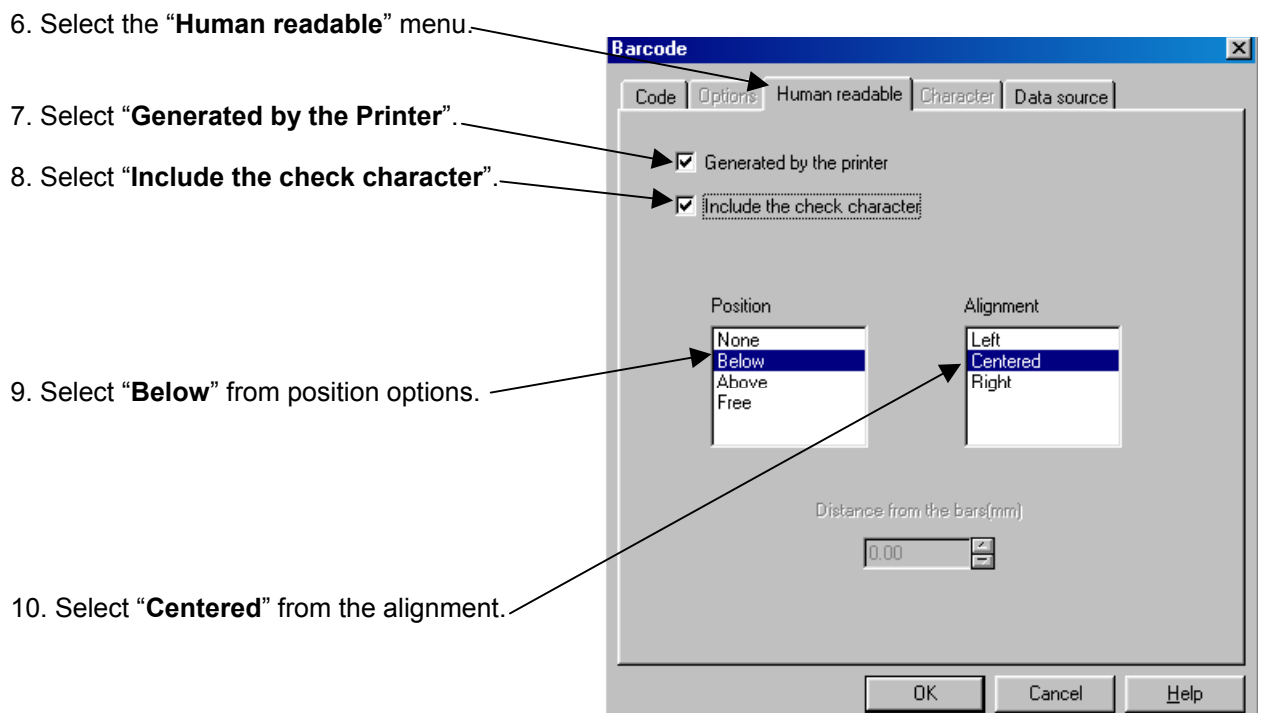 6. Select the “Human readable” menu.
Barcode
Code Options Human readable Character Data source
7. Select “Generated by the Printer”.
Generated by the printer
8. Select “Include the check character”.
Include the check character
Position Alignment
None Left
Below Centered
Above Right
Free
9. Select “Below” from position options.
Distance from the bars(mm)
0.00
10. Select “Centered” from the alignment.
OK Cancel Help